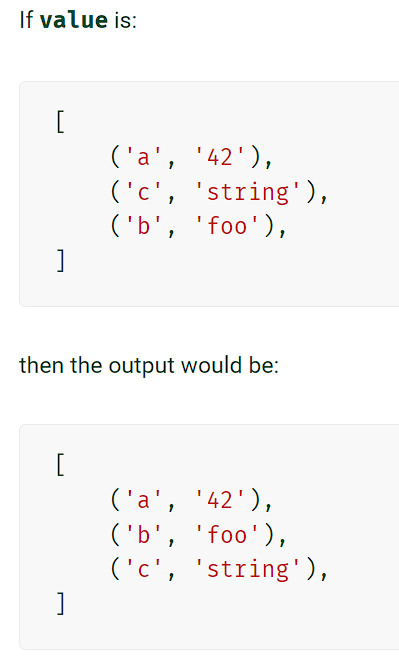 If value is:
[
    ('a', '42'),
    ('c', 'string'),
    ('b', 'foo'),
]
then the output would be:
[
    ('a', '42'),
    ('b', 'foo'),
    ('c', 'string'),
]